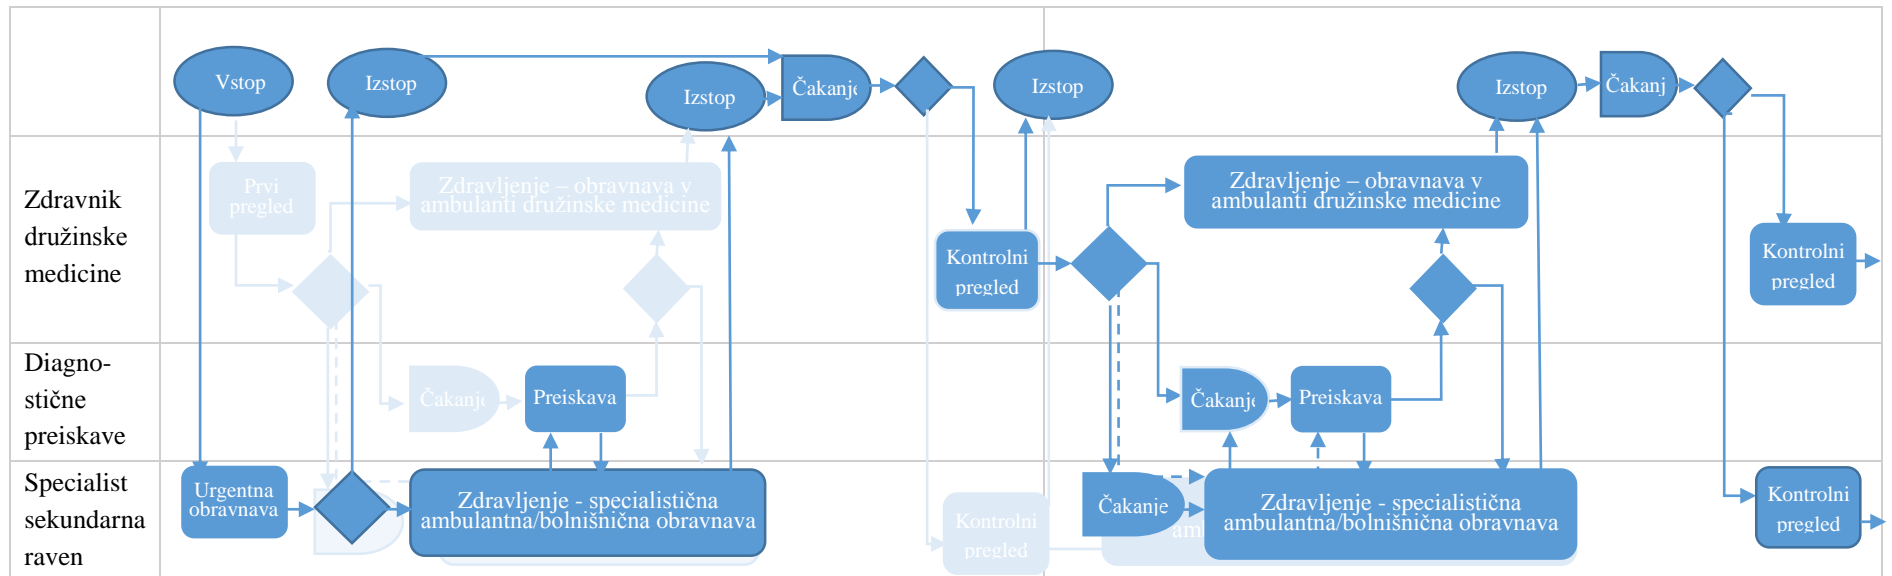 Vstop
Izstop
Izstop
Čakanje
Izstop
Izstop
Čakanj
Zdravnik
družinske
medicine
Prvi
pregled
Zdravljenje – obravnava v
ambulanti družinske medicine
Kontrolni
pregled
Zdravljenje – obravnava v
ambulanti družinske medicine
Kontrolni
pregled
Diagno-
stične
preiskave
Čakanje
Preiskava
Čakanje
Preiskava
Specialist
sekundarna
raven
Urgentna
obravnava
Zdravljenje - specialistična
ambulantna/bolnišnična obravnava
Kontrolni
pregled
Čakanje
Zdravljenje - specialistična
ambulantna/bolnišnična obravnava
Kontrolni
pregled